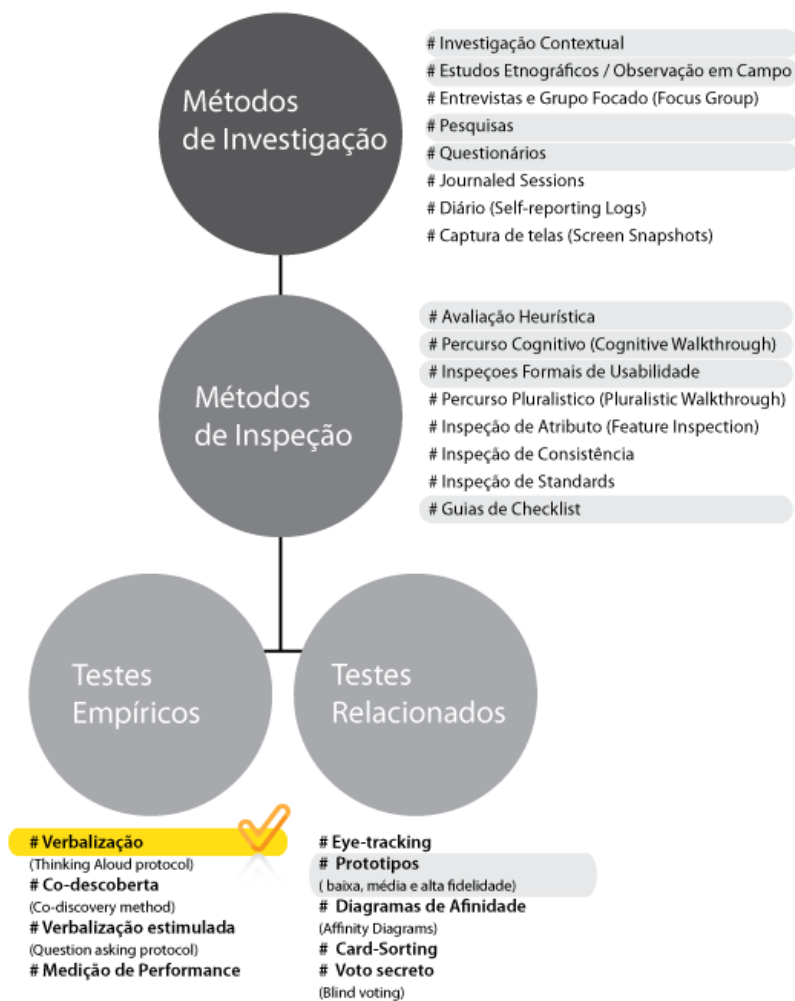 Métodos
de Investigação
# Investigação Contextual
# Estudos Etnográficos / Observação em Campo
# Entrevistas e Grupo Focado (Focus Group)
# Pesquisas
# Questionários
# Journaled Sessions
# Diário (Self-reporting Logs)
# Captura de telas (Screen Snapshots)
Métodos
de Inspeção
# Avaliação Heurística
# Percurso Cognitivo (Cognitive Walkthrough)
# Inspeçoes Formais de Usabilidade
# Percurso Pluralistico (Pluralistic Walkthrough)
# Inspeção de Atributo (Feature Inspection)
# Inspeção de Consistência
# Inspeção de Standards
# Guias de Checklist
Testes
Empíricos
# Verbalização
(Thinking Aloud protocol)
# Co-descoberta
(Co-discovery method)
# Verbalização estimulada
(Question asking protocol)
# Medição de Performance
Testes
Relacionados
# Eye-tracking
# Prototipos
( baixa, média e alta fidelidade)
# Diagramas de Afinidade
(Affinity Diagrams)
# Card-Sorting
# Voto secreto
(Blind voting)